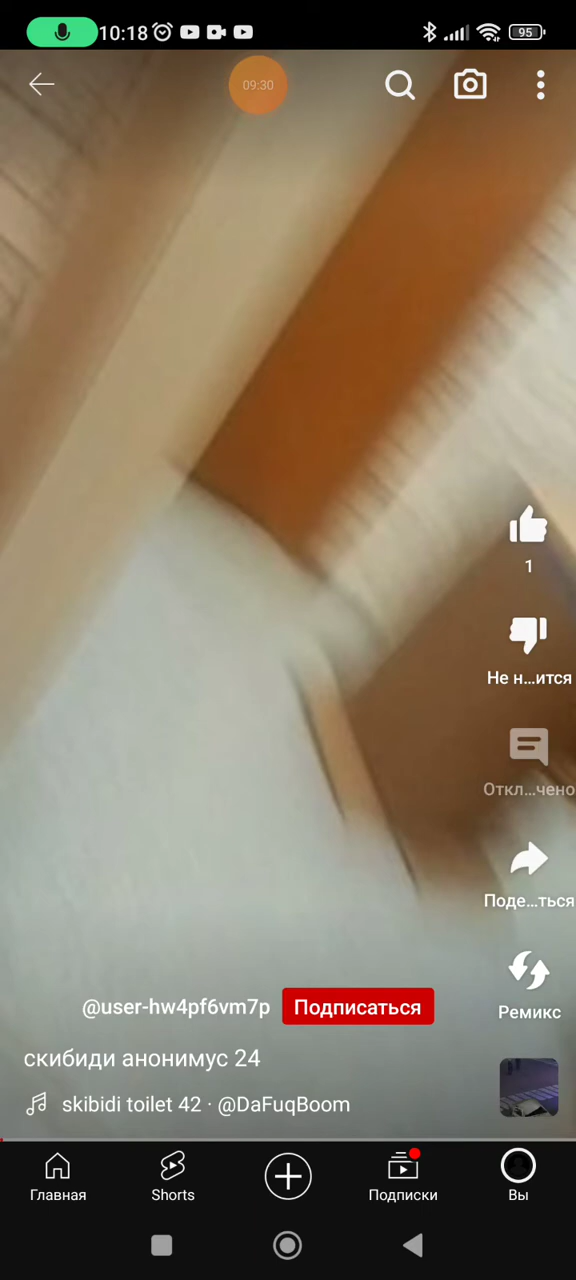 10:18
95
09:30
1
Не н...ится
Откл...чено
Поде...ться
@user-hw4pf6vm7p Подписаться
Ремикс
скибиди анонимус 24
skibidi toilet 42 · @DaFuqBoom
Главная Shorts Подписки Вы